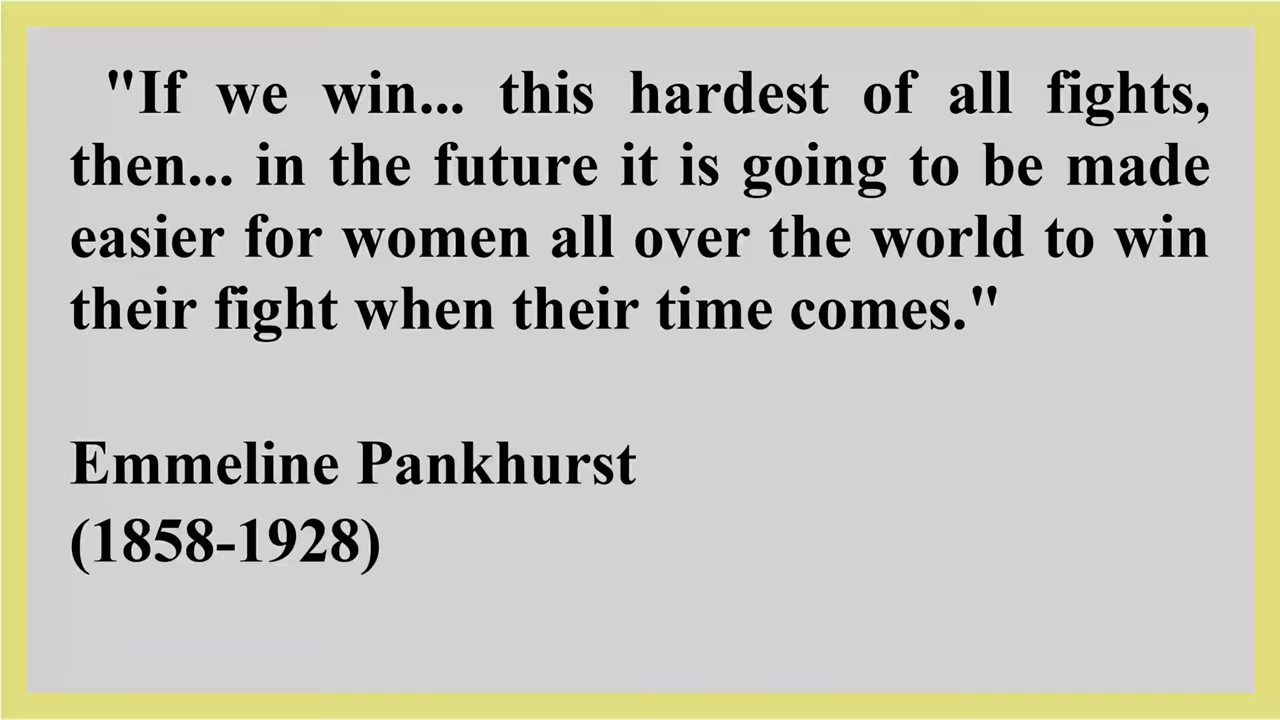 "If we win... this hardest of all fights,
then... in the future it is going to be made
easier for women all over the world to win
their fight when their time comes."
Emmeline Pankhurst
(1858-1928)